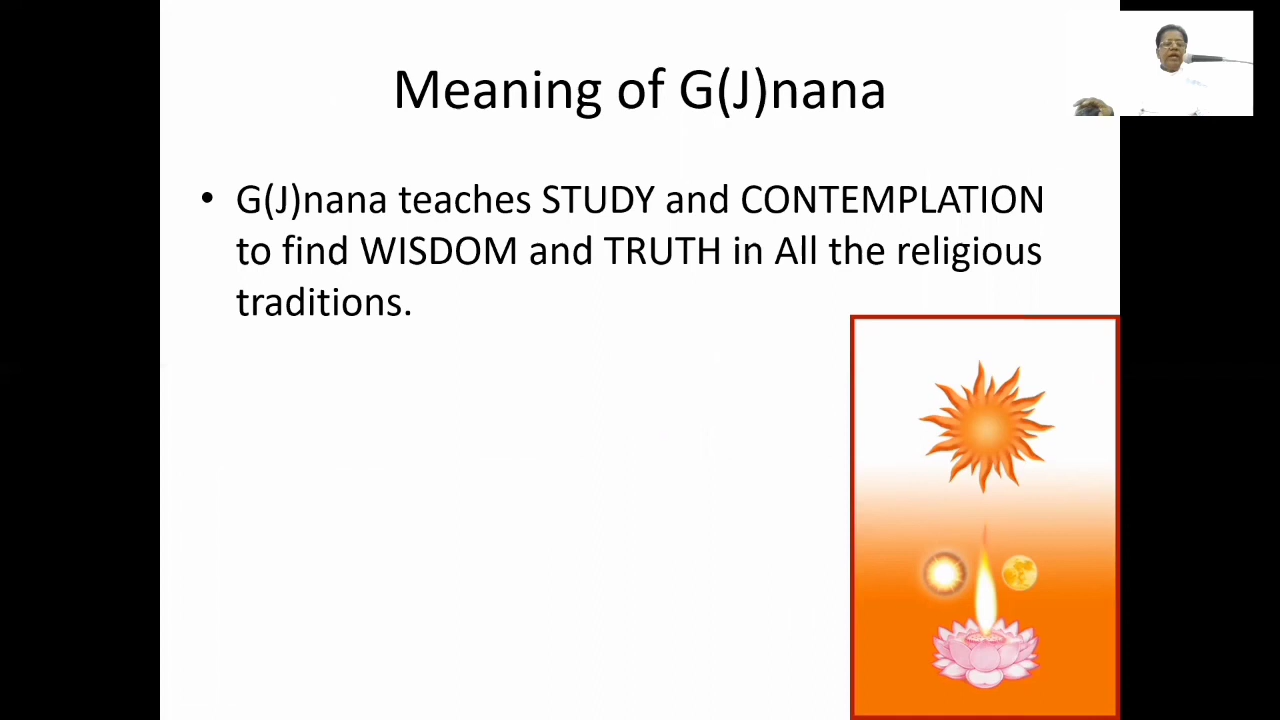 Meaning of G(J)nana
• G(J)nana teaches STUDY and CONTEMPLATION
to find WISDOM and TRUTH in All the religious
traditions.